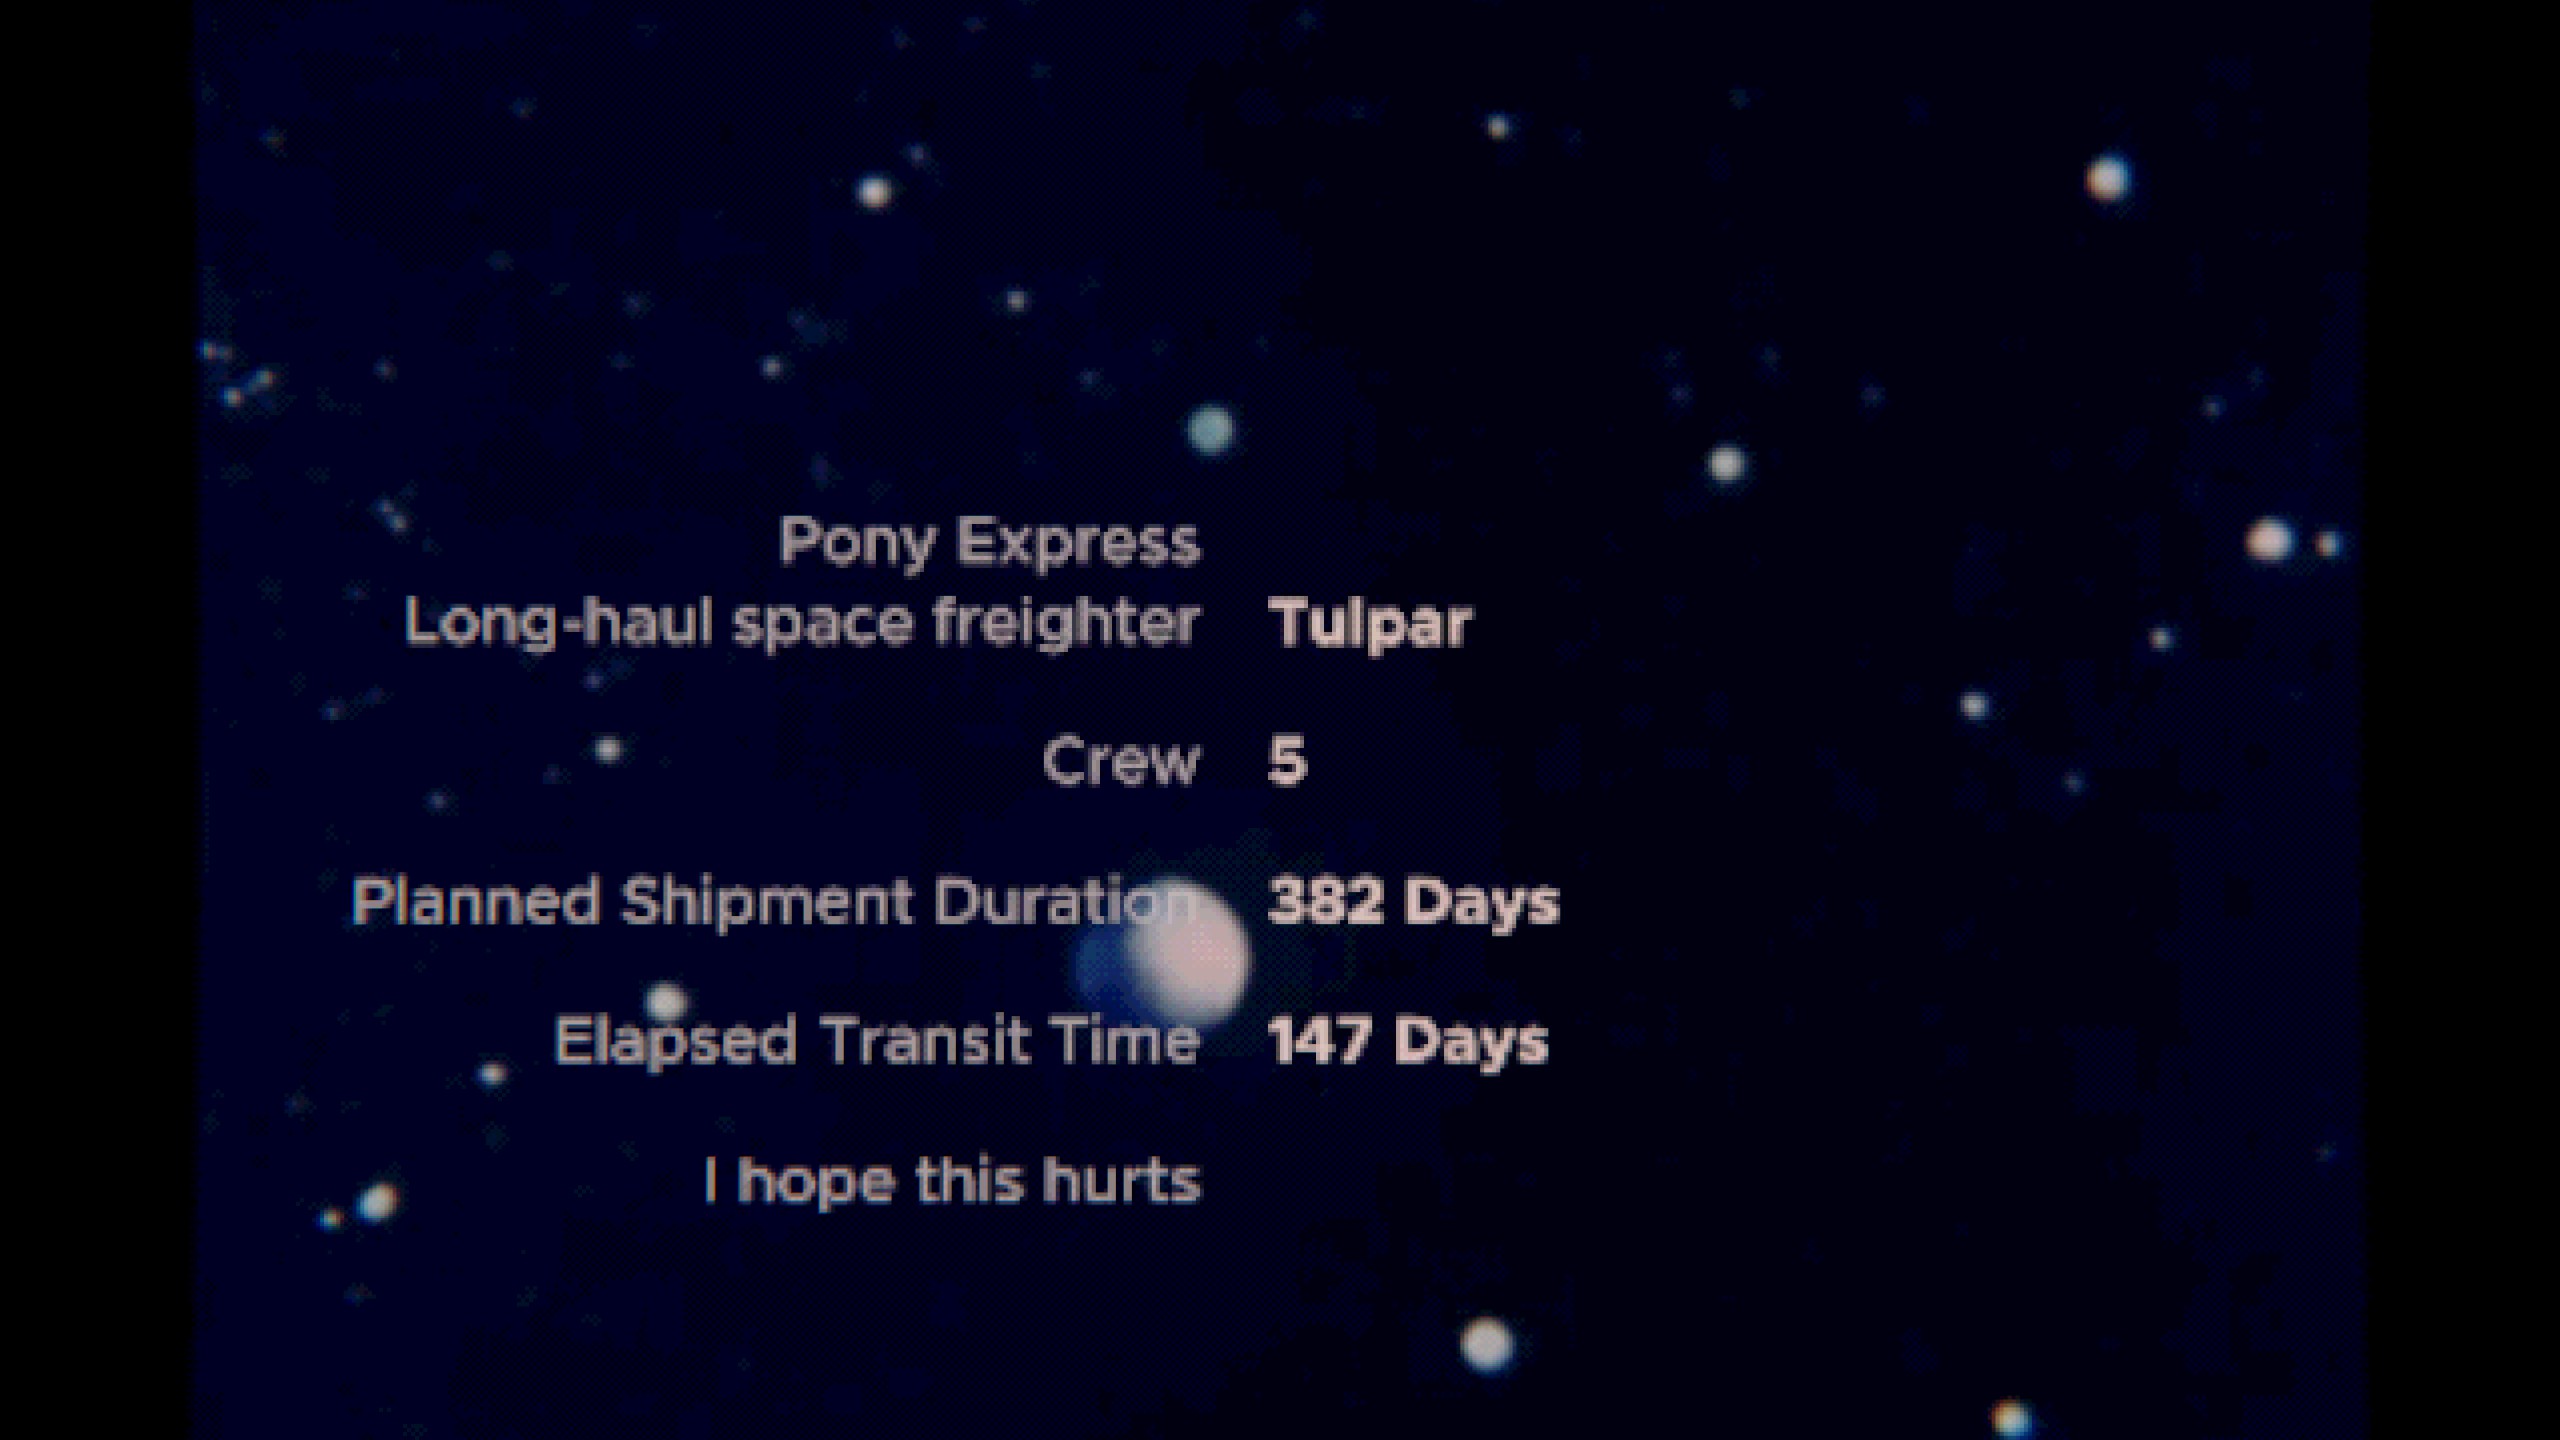 Pony Express
Long-haul space freighter Tulpar
Crew 5
Planned Shipment Duration 382 Days
Elapsed Transit Time 147 Days
I hope this hurts